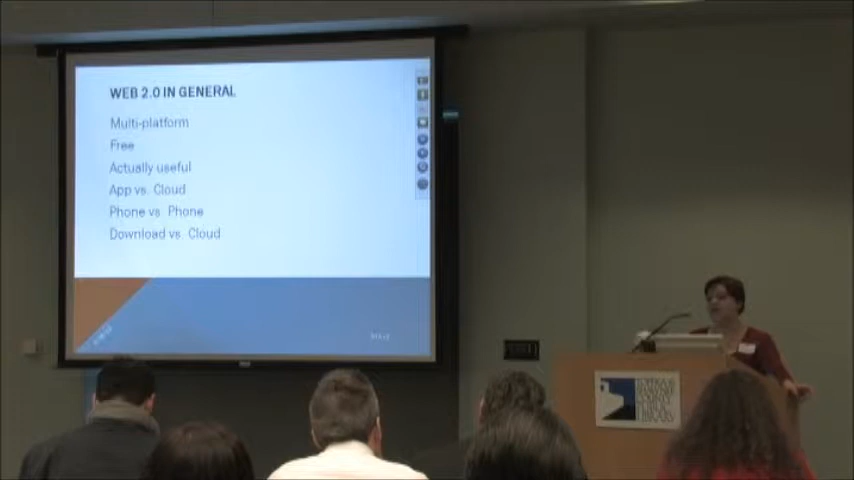 WEB 2.0 IN GENERAL
Multi-platform
Free
Actually useful
App vs. Cloud
Phone vs. Phone
Download vs. Cloud